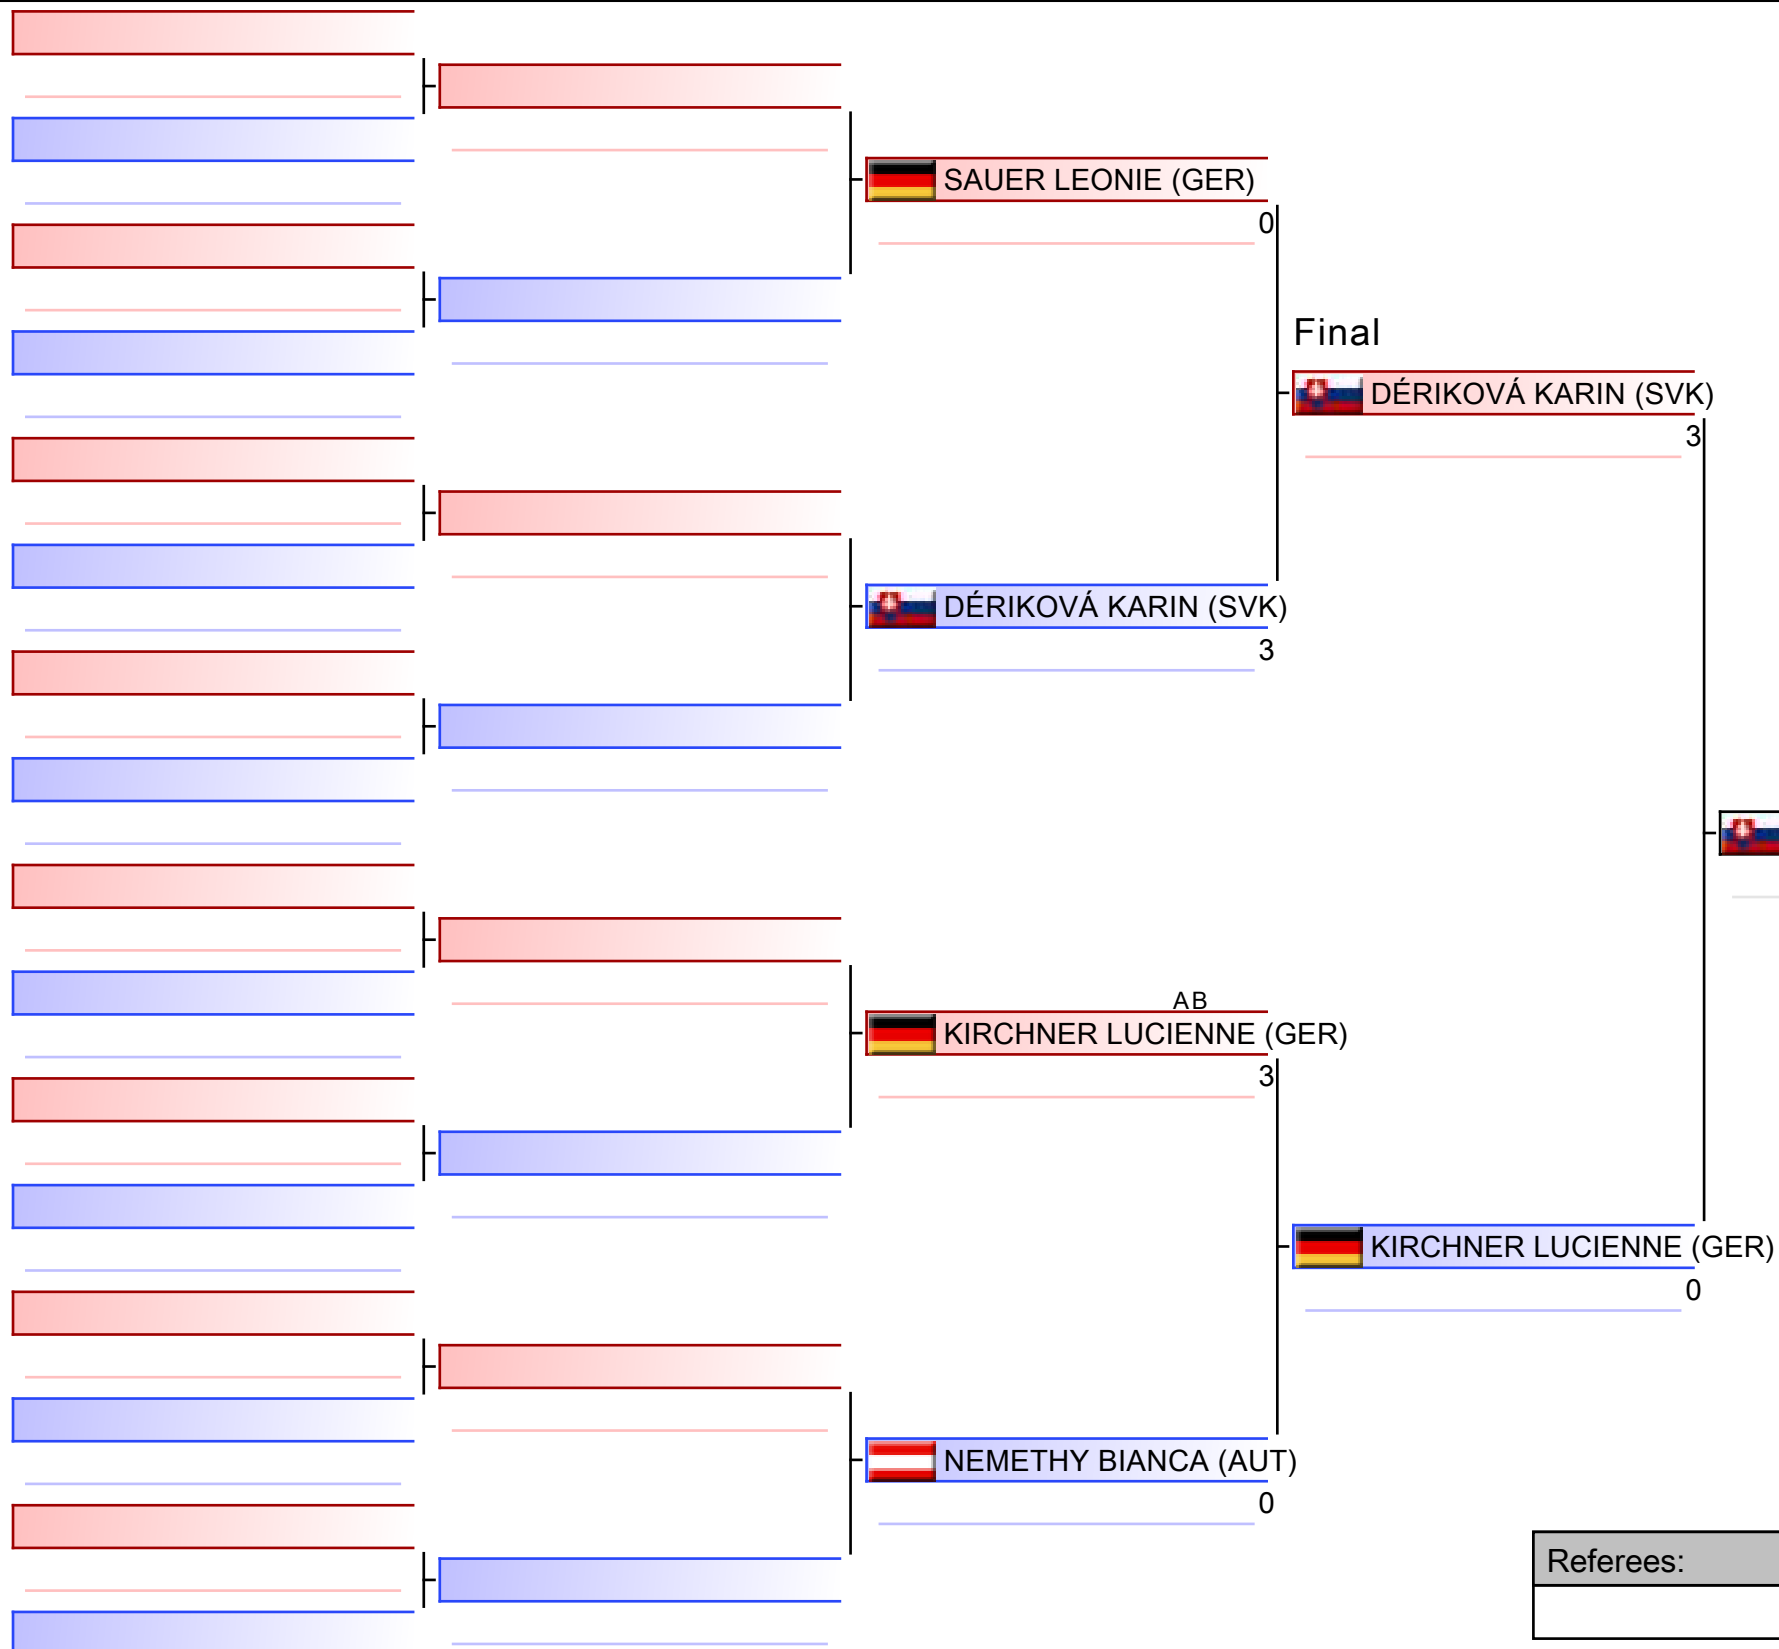 SAUER LEONIE (GER)
0
Final
DÉRIKOVÁ KARIN (SVK)
3
DÉRIKOVÁ KARIN (SVK)
3
AB
KIRCHNER LUCIENNE (GER)
3
KIRCHNER LUCIENNE (GER)
0
NEMETHY BIANCA (AUT)
0
Referees: